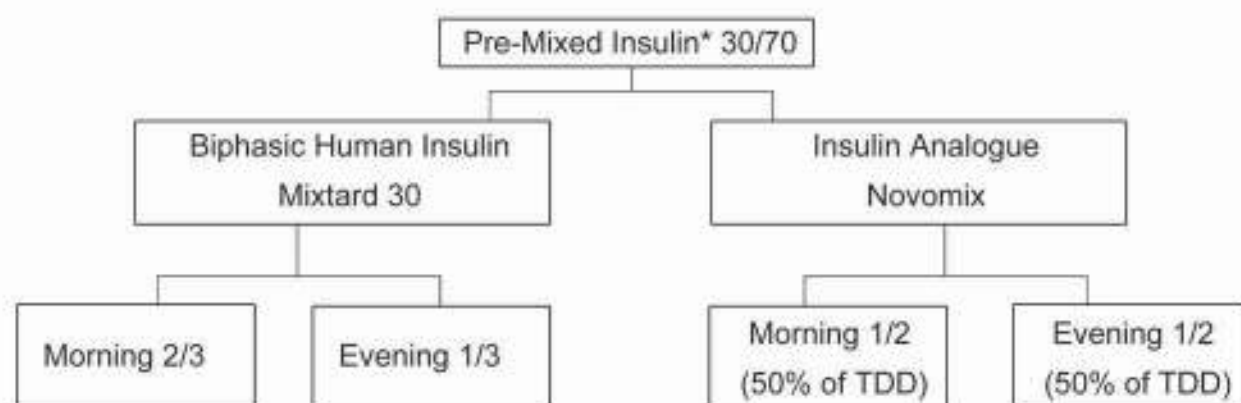 Pre-Mixed Insulin* 30/70
Biphasic Human Insulin
Mixtard 30
Insulin Analogue
Novomix
Morning 2/3
Evening 1/3
Morning 1/2
(50% of TDD)
Evening 1/2
(50% of TDD)